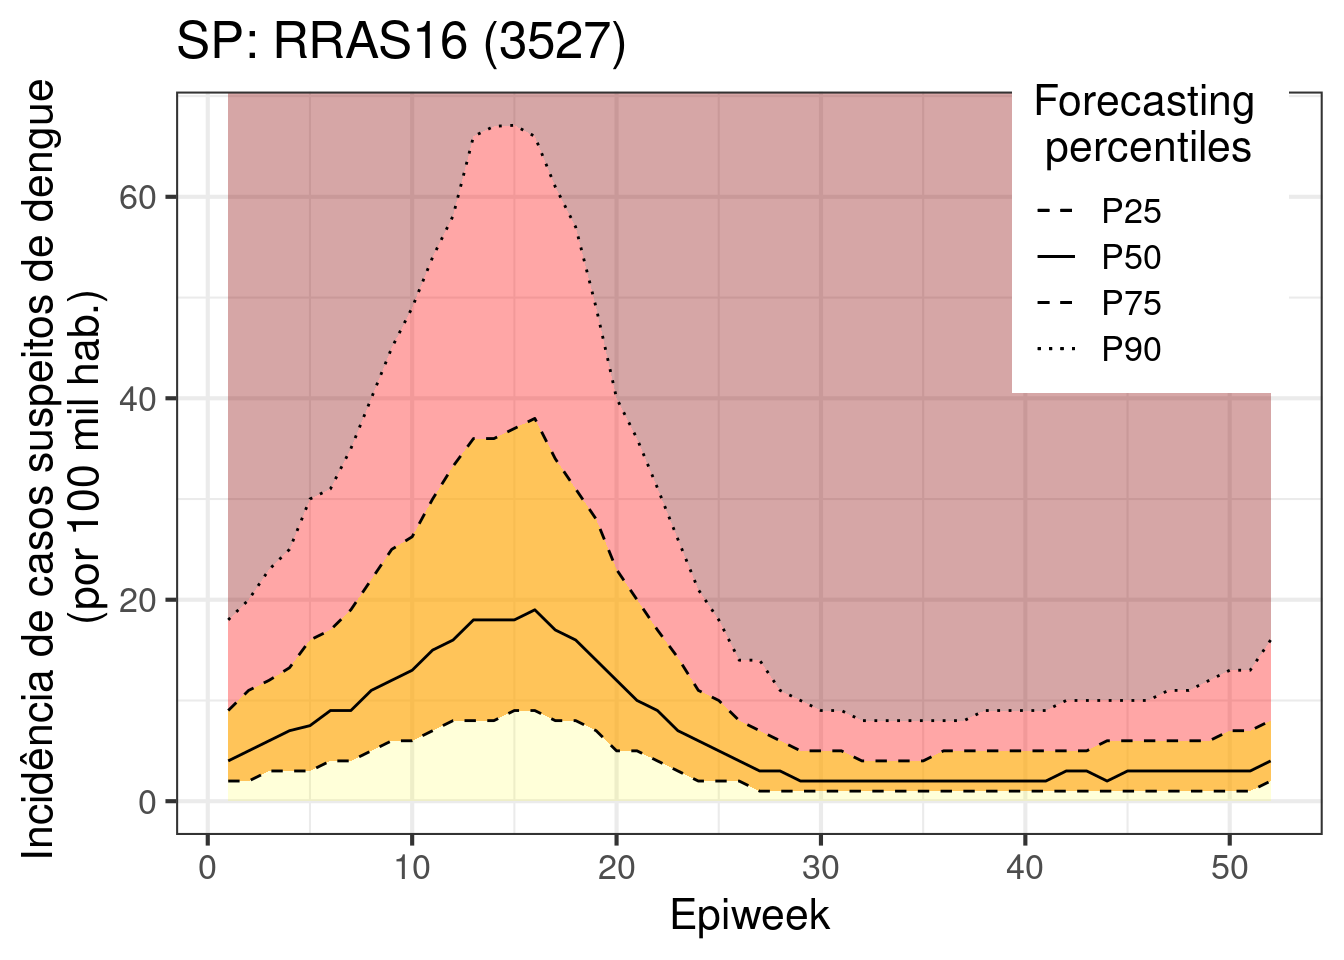 SP: RRAS16 (3527)
Incidência de casos suspeitos de dengue
(por 100 mil hab.)
60
40
20
0
0
10
20
30
40
50
Epiweek
Forecasting
percentiles
P25
P50
P75
P90